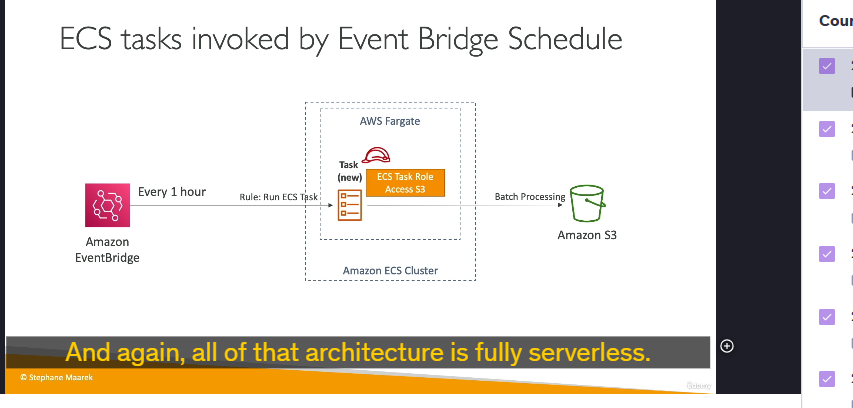 ECS tasks invoked by Event Bridge Schedule
AWS Fargate
Task
(new)
ECS Task Role
Access S3
Every 1 hour
Rule: Run ECS Task
Batch Processing
Amazon
EventBridge
Amazon S3
Amazon ECS Cluster
And again, all of that architecture is fully serverless.
© Stephane Maarek
Udemy
Cour